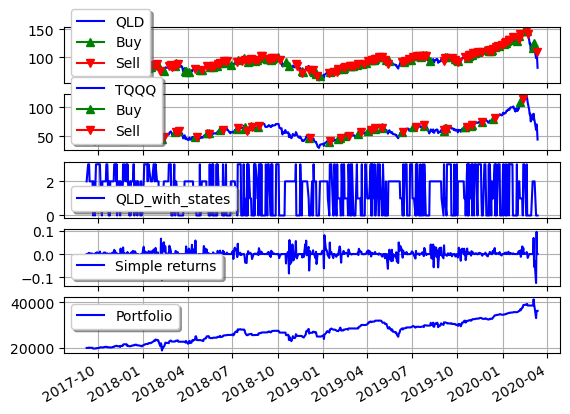 QLD
Buy
Sell
150
100
TQQQ
Buy
Sell
100
50
2
0
QLD_with_states
0.1
0.0
−0.1
Simple returns
40000
20000
Portfolio
2017-10
2018-01
2018-04
2018-07
2018-10
2019-01
2019-04
2019-07
2019-10
2020-01
2020-04